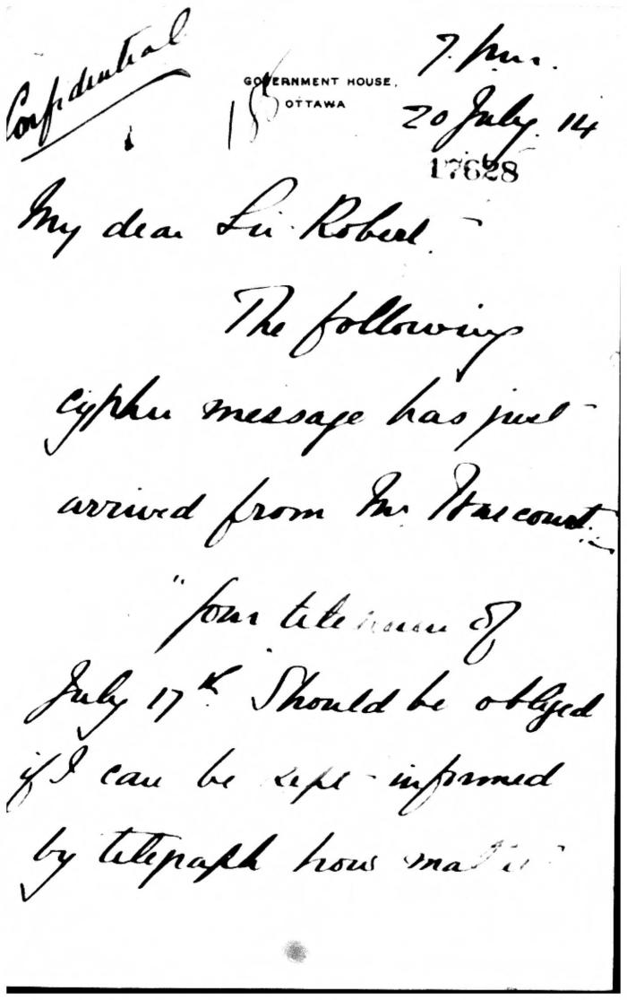 Confidential
7. pm.
GOVERNMENT HOUSE,
OTTAWA
20 July. 14
17628
My dear Sir Robert.
The following
cypher message has just
arrived from Mr. Harcourt.
"Your telegram of
July 17th. Should be obliged
if I can be kept informed
by telegraph how